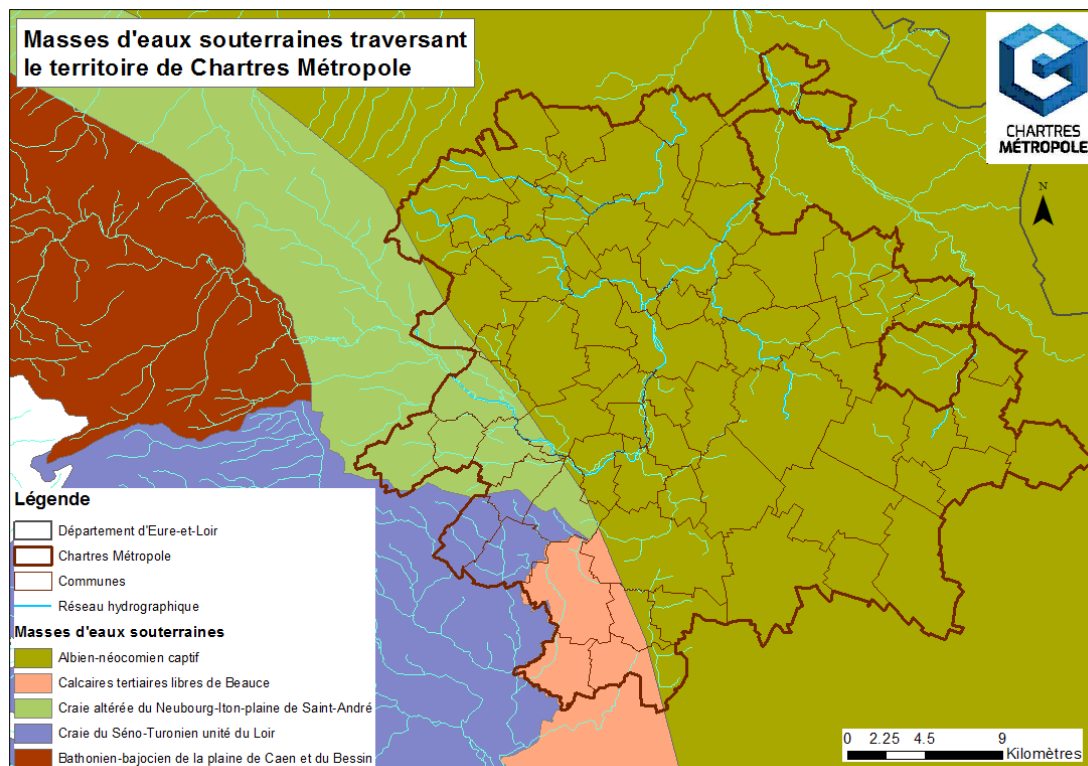 Masses d'eaux souterraines traversant
le territoire de Chartres Métropole
CHARTRES
MÉTROPOLE
N
Légende
Département d'Eure-et-Loir
Chartres Métropole
Communes
Réseau hydrographique
Masses d'eaux souterraines
Albien-néocomien captif
Calcaires tertiaires libres de Beauce
Craie altérée du Neubourg-Iton-plaine de Saint-André
Craie du Séno-Turonien unité du Loir
Bathonien-bajocien de la plaine de Caen et du Bessin
0 2.25 4.5 9
Kilomètres